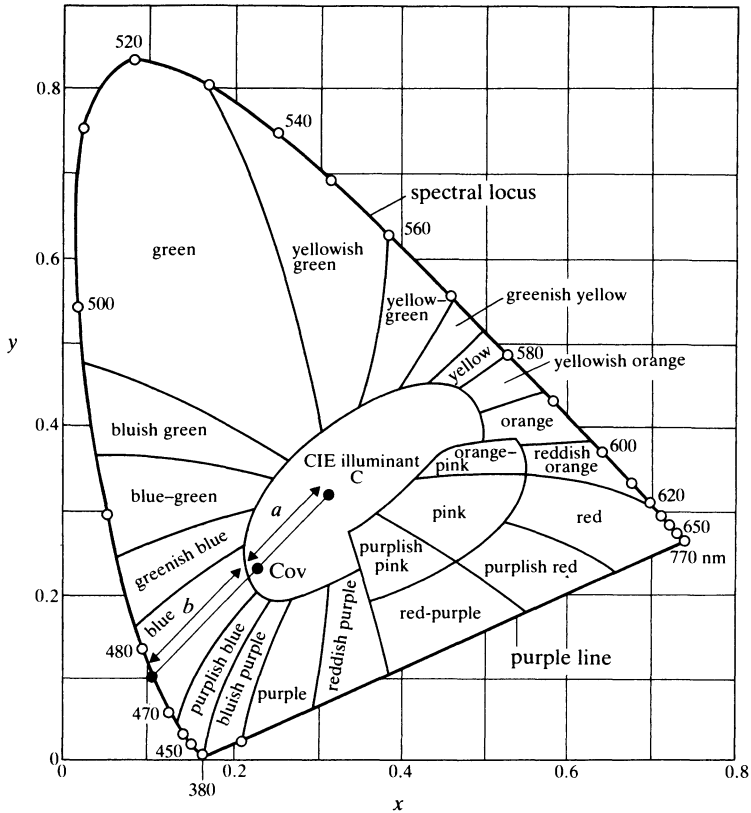 520
0.8
540
spectral locus
560
green
yellowish
green
0.6
yellow–
green
greenish yellow
500
y
yellow
580
yellowish orange
bluish green
0.4
orange
CIE illuminant
C
orange–
pink
reddish
orange
600
blue–green
a
pink
620
red
650
770 nm
greenish blue
purplish
pink
Cov
purplish red
0.2
blue
b
red-purple
480
purplish blue
bluish purple
reddish purple
purple line
470
purple
450
0
0
0.2
0.4
0.6
0.8
380
x